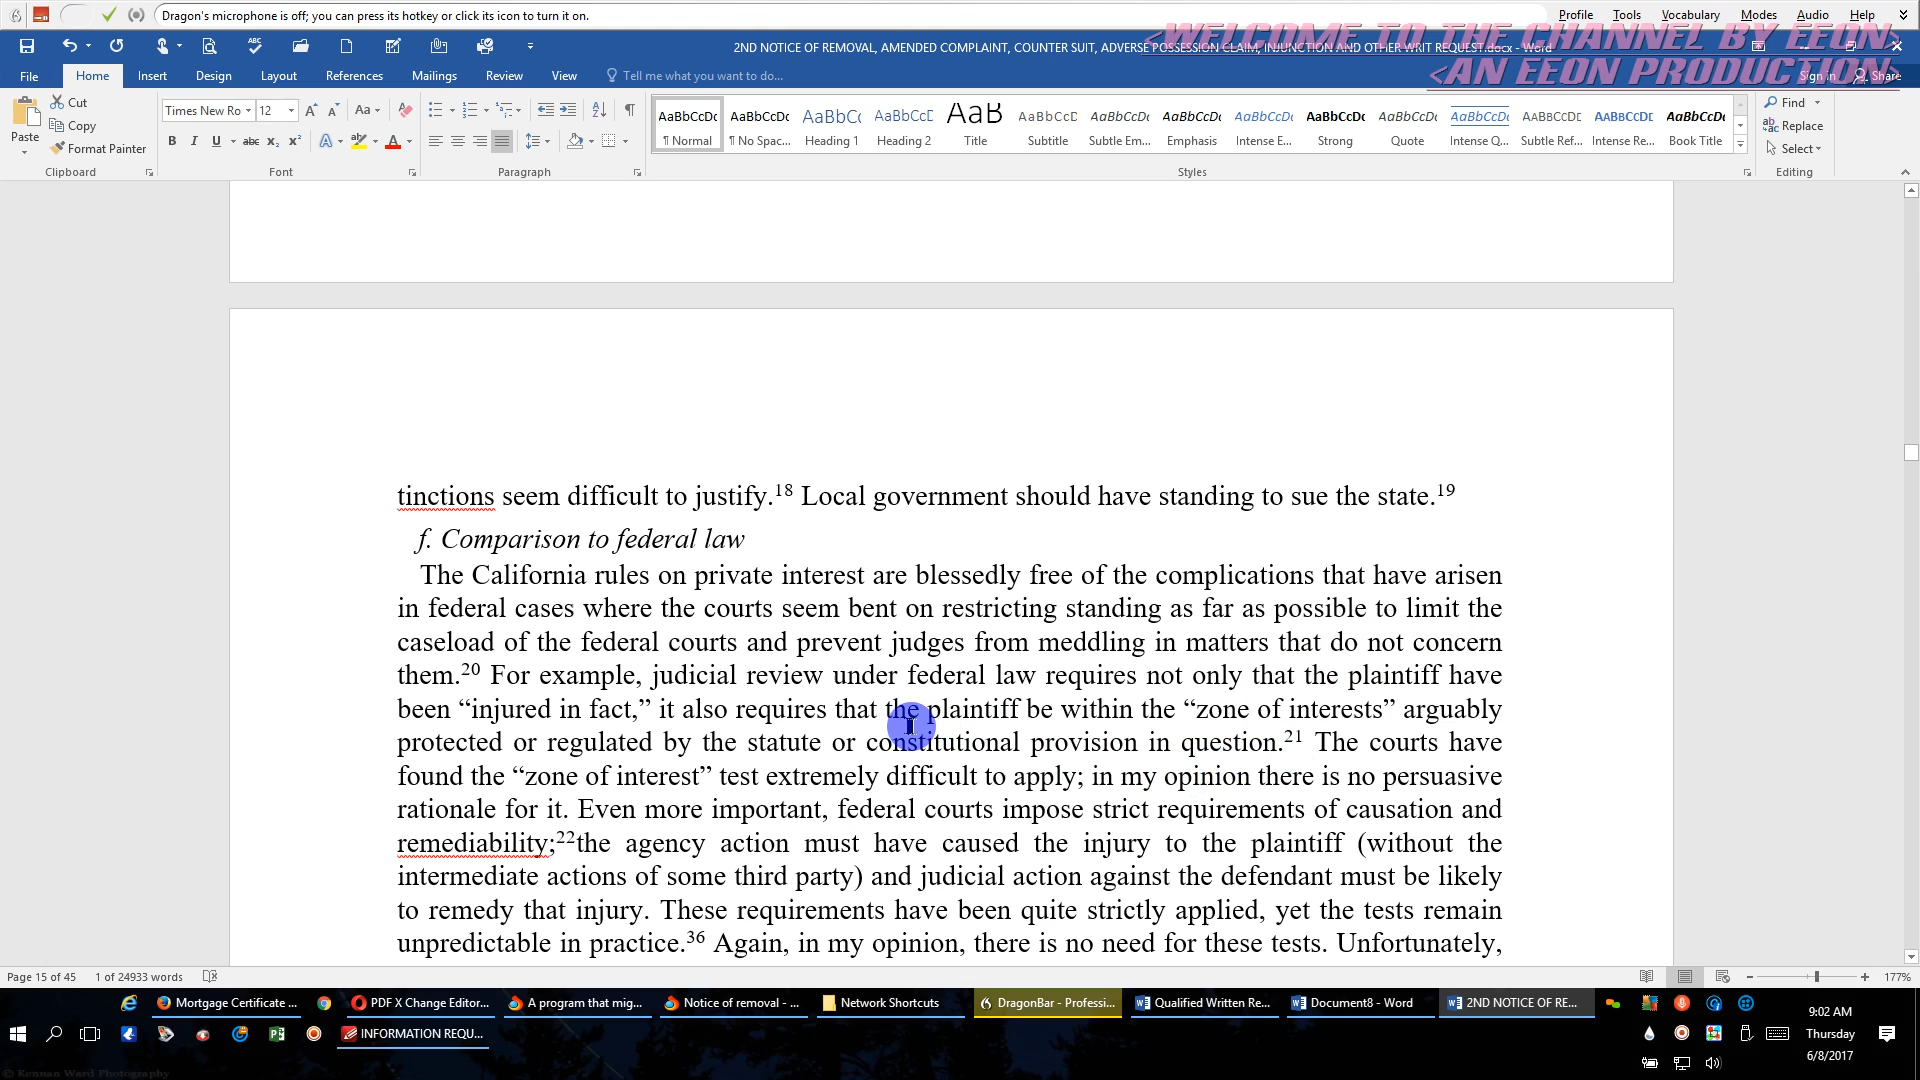 Dragon's microphone is off; you can press its hotkey or click its icon to turn it on.
Profile Tools Vocabulary Modes Audio Help
<WELCOME TO THE CHANNEL BY EEON>
2ND NOTICE OF REMOVAL, AMENDED COMPLAINT, COUNTER SUIT, ADVERSE POSSESSION CLAIM, INJUNCTION AND OTHER WRIT REQUEST.docx - Word
<AN EEON PRODUCTION>
File Home Insert Design Layout References Mailings Review View Tell me what you want to do... Sign in Share
Paste Cut Copy Format Painter
Times New Ro 12
AaBbCcDc AaBbCcDc AaBbCc AaBbCcD AaB AaBbCcD AaBbCcDc AaBbCcDc AaBbCcDc AaBbCcDc AaBbCcDc AaBbCcDc AABBCCDE AABBCCDE AaBbCcDc
¶ Normal ¶ No Spac... Heading 1 Heading 2 Title Subtitle Subtle Em... Emphasis Intense E... Strong Quote Intense Q... Subtle Ref... Intense Re... Book Title
Find Replace Select
Clipboard Font Paragraph Styles Editing
tinctions seem difficult to justify.18 Local government should have standing to sue the state.19
f. Comparison to federal law
The California rules on private interest are blessedly free of the complications that have arisen
in federal cases where the courts seem bent on restricting standing as far as possible to limit the
caseload of the federal courts and prevent judges from meddling in matters that do not concern
them.20 For example, judicial review under federal law requires not only that the plaintiff have
been “injured in fact,” it also requires that the plaintiff be within the “zone of interests” arguably
protected or regulated by the statute or constitutional provision in question.21 The courts have
found the “zone of interest” test extremely difficult to apply; in my opinion there is no persuasive
rationale for it. Even more important, federal courts impose strict requirements of causation and
remediability;22the agency action must have caused the injury to the plaintiff (without the
intermediate actions of some third party) and judicial action against the defendant must be likely
to remedy that injury. These requirements have been quite strictly applied, yet the tests remain
unpredictable in practice.36 Again, in my opinion, there is no need for these tests. Unfortunately,
Page 15 of 45 1 of 24933 words 177%
Mortgage Certificate ... PDF X Change Editor... A program that mig... Notice of removal - ... Network Shortcuts DragonBar - Professi... Qualified Written Re... Document8 - Word 2ND NOTICE OF RE...
INFORMATION REQU...
9:02 AM
Thursday
6/8/2017
© Kennan Ward Photography